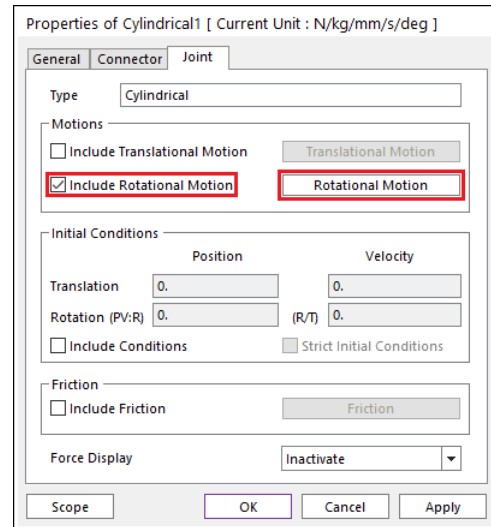 Properties of Cylindrical1 [ Current Unit : N/kg/mm/s/deg ]
General Connector Joint
Type Cylindrical
Motions
Include Translational Motion Translational Motion
Include Rotational Motion Rotational Motion
Initial Conditions
Position Velocity
Translation 0. 0.
Rotation (PV:R) 0. (R/T) 0.
Include Conditions Strict Initial Conditions
Friction
Include Friction Friction
Force Display Inactivate
Scope OK Cancel Apply